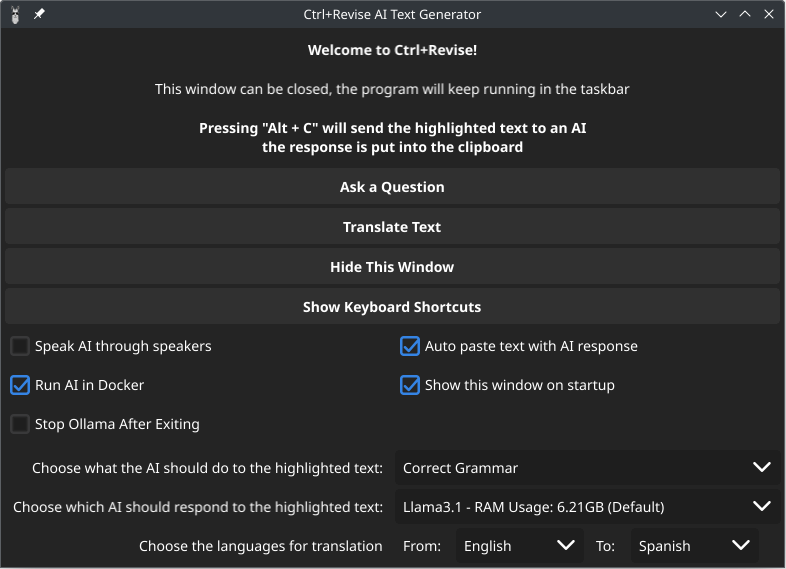 Ctrl+Revise AI Text Generator
Welcome to Ctrl+Revise!
This window can be closed, the program will keep running in the taskbar
Pressing "Alt + C" will send the highlighted text to an AI
the response is put into the clipboard
Ask a Question
Translate Text
Hide This Window
Show Keyboard Shortcuts
Speak AI through speakers
Auto paste text with AI response
Run AI in Docker
Show this window on startup
Stop Ollama After Exiting
Choose what the AI should do to the highlighted text: Correct Grammar
Choose which AI should respond to the highlighted text: Llama3.1 - RAM Usage: 6.21GB (Default)
Choose the languages for translation From: English To: Spanish